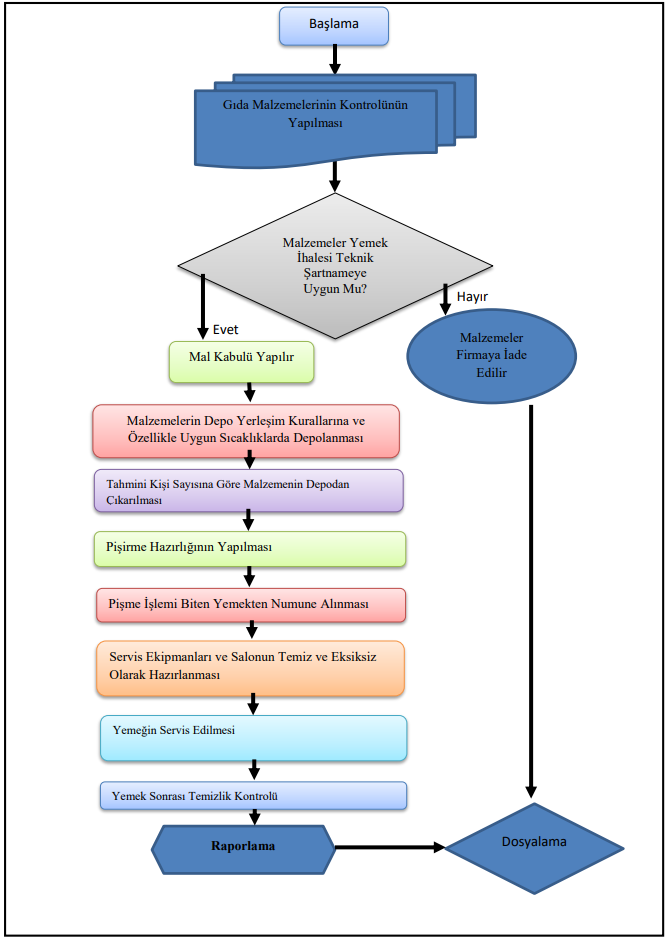 Başlama
Gıda Malzemelerinin Kontrolünün
Yapılması
Malzemeler Yemek
İhalesi Teknik
Şartnameye
Uygun Mu?
Evet
Hayır
Mal Kabulü Yapılır
Malzemeler
Firmaya İade
Edilir
Malzemelerin Depo Yerleşim Kurallarına ve
Özellikle Uygun Sıcaklıklarda Depolanması
Tahmini Kişi Sayısına Göre Malzemenin Depodan
Çıkarılması
Pişirme Hazırlığının Yapılması
Pişme İşlemi Biten Yemekten Numune Alınması
Servis Ekipmanları ve Salonun Temiz ve Eksiksiz
Olarak Hazırlanması
Yemeğin Servis Edilmesi
Yemek Sonrası Temizlik Kontrolü
Raporlama
Dosyalama